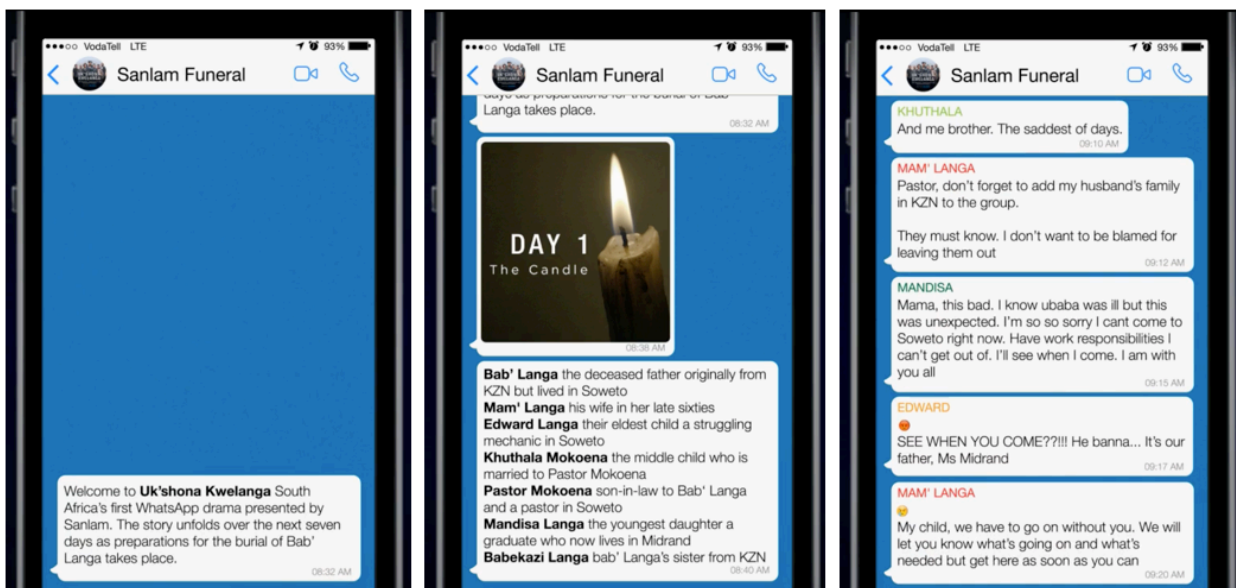 VodaTell LTE 93%
Sanlam Funeral
Welcome to Uk'shona Kwelanga South
Africa's first WhatsApp drama presented by
Sanlam. The story unfolds over the next seven
days as preparations for the burial of Bab'
Langa takes place.
08:32 AM
VodaTell LTE 93%
Sanlam Funeral
days as preparations for the burial of Bab'
Langa takes place.
08:32 AM
DAY 1
The Candle
08:38 AM
Bab' Langa the deceased father originally from
KZN but lived in Soweto
Mam' Langa his wife in her late sixties
Edward Langa their eldest child a struggling
mechanic in Soweto
Khuthala Mokoena the middle child who is
married to Pastor Mokoena
Pastor Mokoena son-in-law to Bab' Langa
and a pastor in Soweto
Mandisa Langa the youngest daughter a
graduate who now lives in Midrand
Babekazi Langa bab' Langa's sister from KZN
08:40 AM
VodaTell LTE 93%
Sanlam Funeral
KHUTHALA
And me brother. The saddest of days.
09:10 AM
MAM' LANGA
Pastor, don't forget to add my husband's family
in KZN to the group.
They must know. I don't want to be blamed for
leaving them out
09:12 AM
MANDISA
Mama, this bad. I know ubaba was ill but this
was unexpected. I'm so so sorry I cant come to
Soweto right now. Have work responsibilities I
can't get out of. I'll see when I come. I am with
you all
09:15 AM
EDWARD
SEE WHEN YOU COME??!!! He banna... It's our
father, Ms Midrand
09:17 AM
MAM' LANGA
My child, we have to go on without you. We will
let you know what's going on and what's
needed but get here as soon as you can
09:20 AM